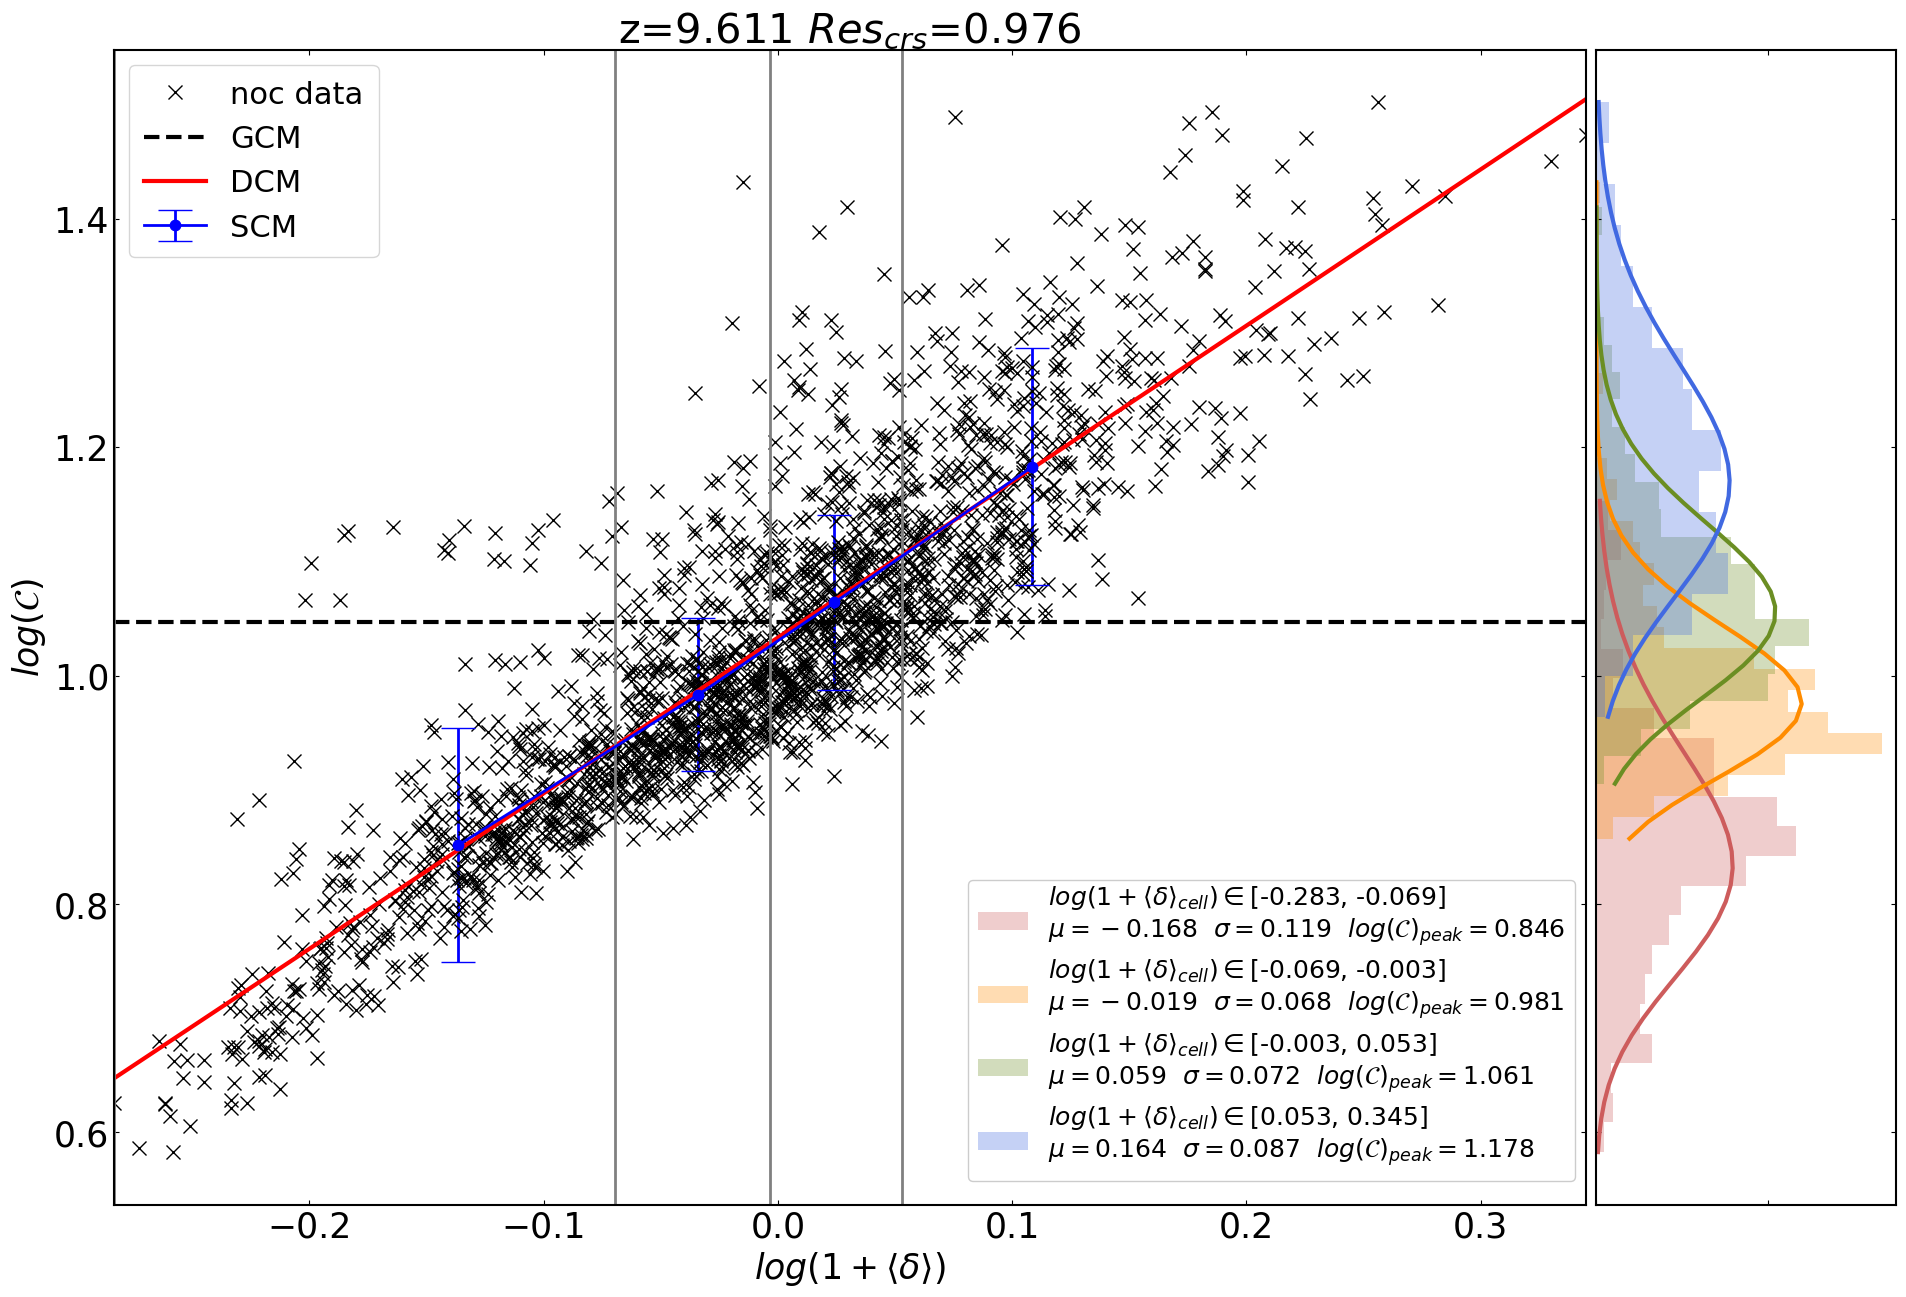 z=9.611 Res_crs=0.976
noc data
GCM
DCM
SCM
log(𝒞)
1.4
1.2
1.0
0.8
0.6
log(1 + ⟨δ⟩_cell) ∈ [-0.283, -0.069]
μ = −0.168 σ = 0.119 log(𝒞)_peak = 0.846
log(1 + ⟨δ⟩_cell) ∈ [-0.069, -0.003]
μ = −0.019 σ = 0.068 log(𝒞)_peak = 0.981
log(1 + ⟨δ⟩_cell) ∈ [-0.003, 0.053]
μ = 0.059 σ = 0.072 log(𝒞)_peak = 1.061
log(1 + ⟨δ⟩_cell) ∈ [0.053, 0.345]
μ = 0.164 σ = 0.087 log(𝒞)_peak = 1.178
−0.2 −0.1 0.0 0.1 0.2 0.3
log(1 + ⟨δ⟩)